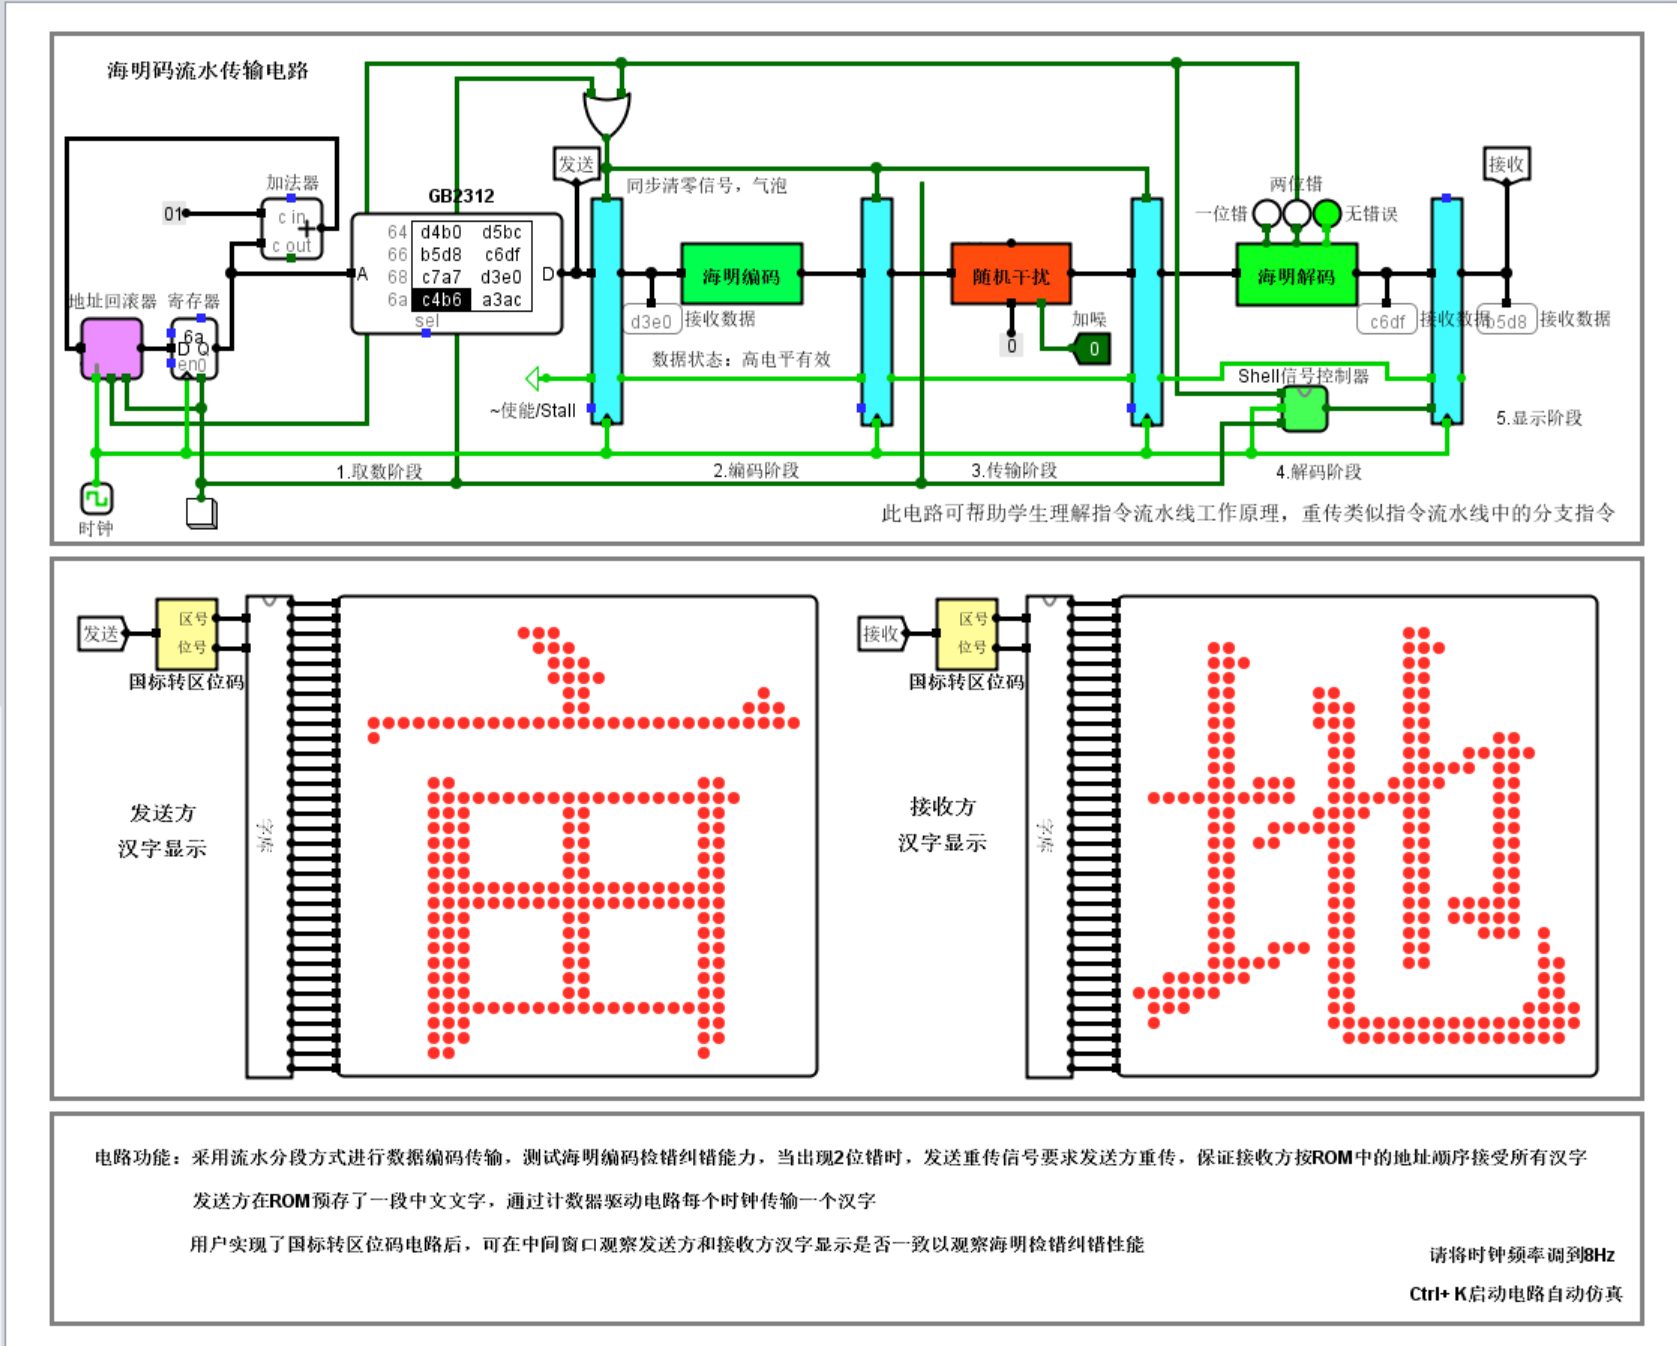 海明码流水传输电路
发送
接收
同步清零信号，气泡
两位错
一位错
无错误
加法器
01
c in
+
c out
GB2312
64 d4b0 d5bc
66 b5d8 c6df
68 c7a7 d3e0
6a c4b6 a3ac
A
D
sel
海明编码
随机干扰
海明解码
地址回滚器
寄存器
6a
D Q
en0
d3e0
接收数据
加噪
0
0
c6df
接收数据
b5d8
接收数据
数据状态：高电平有效
Shell信号控制器
~使能/Stall
5.显示阶段
1.取数阶段
2.编码阶段
3.传输阶段
4.解码阶段
时钟
此电路可帮助学生理解指令流水线工作原理，重传类似指令流水线中的分支指令
发送
区号
位号
国标转区位码
字库
发送方
汉字显示
接收
区号
位号
国标转区位码
字库
接收方
汉字显示
电路功能：采用流水分段方式进行数据编码传输，测试海明编码检错纠错能力，当出现2位错时，发送重传信号要求发送方重传，保证接收方按ROM中的地址顺序接受所有汉字
发送方在ROM预存了一段中文文字，通过计数器驱动电路每个时钟传输一个汉字
用户实现了国标转区位码电路后，可在中间窗口观察发送方和接收方汉字显示是否一致以观察海明检错纠错性能
请将时钟频率调到8Hz
Ctrl+ K启动电路自动仿真